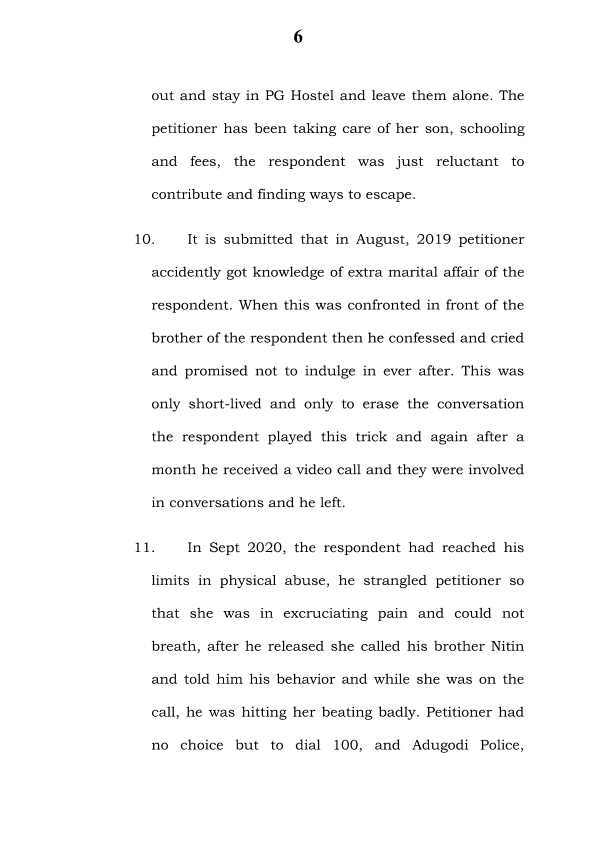 6
out and stay in PG Hostel and leave them alone. The
petitioner has been taking care of her son, schooling
and fees, the respondent was just reluctant to
contribute and finding ways to escape.
10. It is submitted that in August, 2019 petitioner
accidently got knowledge of extra marital affair of the
respondent. When this was confronted in front of the
brother of the respondent then he confessed and cried
and promised not to indulge in ever after. This was
only short-lived and only to erase the conversation
the respondent played this trick and again after a
month he received a video call and they were involved
in conversations and he left.
11. In Sept 2020, the respondent had reached his
limits in physical abuse, he strangled petitioner so
that she was in excruciating pain and could not
breath, after he released she called his brother Nitin
and told him his behavior and while she was on the
call, he was hitting her beating badly. Petitioner had
no choice but to dial 100, and Adugodi Police,